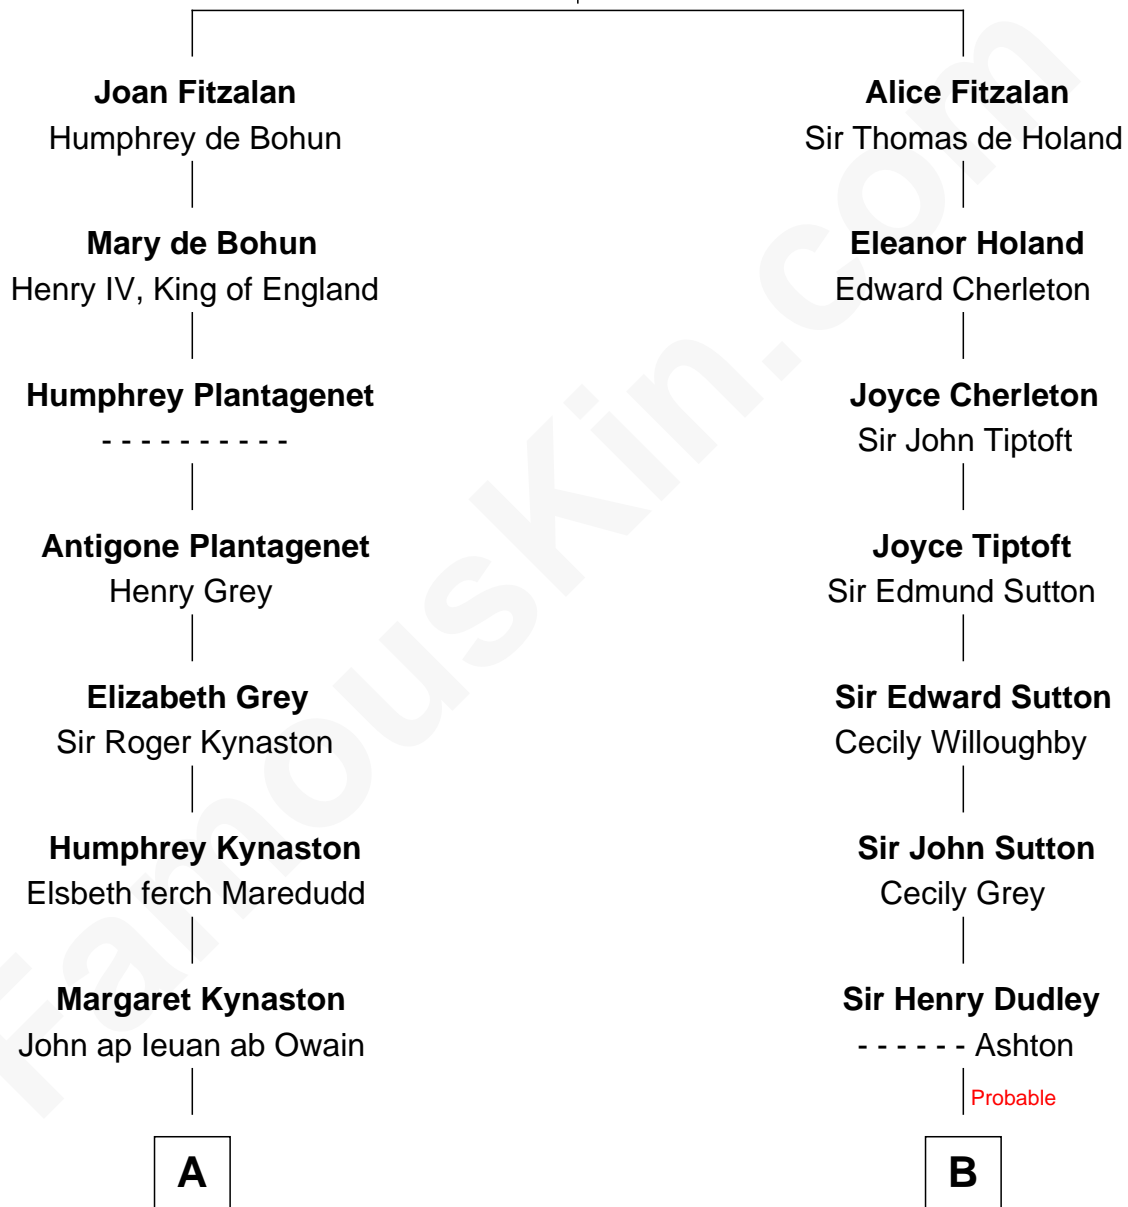 Joan Fitzalan
Humphrey de Bohun
Mary de Bohun
Henry IV, King of England
Humphrey Plantagenet
- - - - - - - - - -
Antigone Plantagenet
Henry Grey
Elizabeth Grey
Sir Roger Kynaston
Humphrey Kynaston
Elsbeth ferch Maredudd
Margaret Kynaston
John ap Ieuan ab Owain
A
Alice Fitzalan
Sir Thomas de Holand
Eleanor Holand
Edward Cherleton
Joyce Cherleton
Sir John Tiptoft
Joyce Tiptoft
Sir Edmund Sutton
Sir Edward Sutton
Cecily Willoughby
Sir John Sutton
Cecily Grey
Sir Henry Dudley
- - - - - - Ashton
Probable
B
FamousKin.com